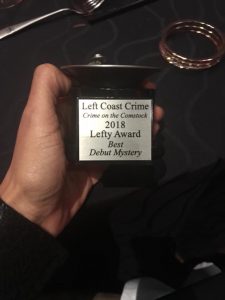 Left Coast Crime
Crime on the Comstock
2018
Lefty Award
Best
Debut Mystery